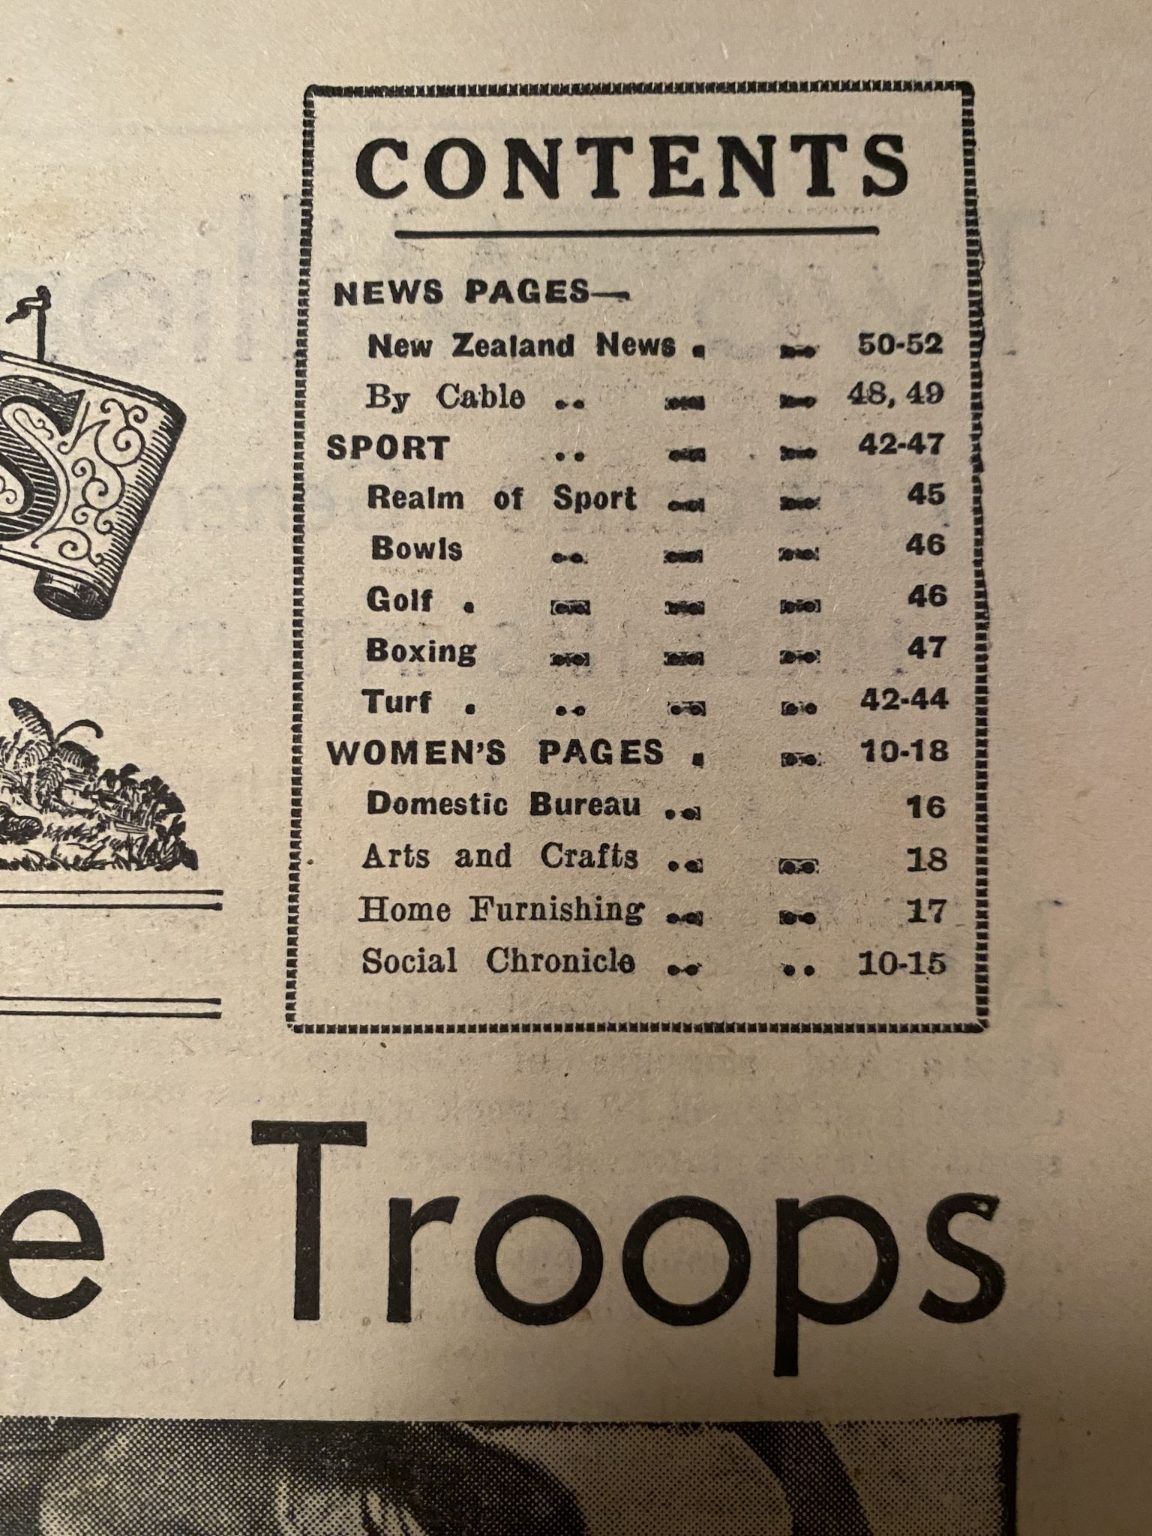 CONTENTS
NEWS PAGES—
New Zealand News . .. 50-52
By Cable .. .. .. 48, 49
SPORT .. .. .. 42-47
Realm of Sport .. .. 45
Bowls .. .. .. 46
Golf . .. .. .. 46
Boxing .. .. .. 47
Turf . .. .. .. 42-44
WOMEN'S PAGES . .. 10-18
Domestic Bureau .. 16
Arts and Crafts .. .. 18
Home Furnishing .. .. 17
Social Chronicle .. .. 10-15
S
e Troops